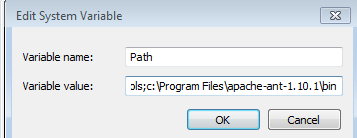 Edit System Variable
Variable name: Path
Variable value: ols;c:\Program Files\apache-ant-1.10.1\bin
OK Cancel